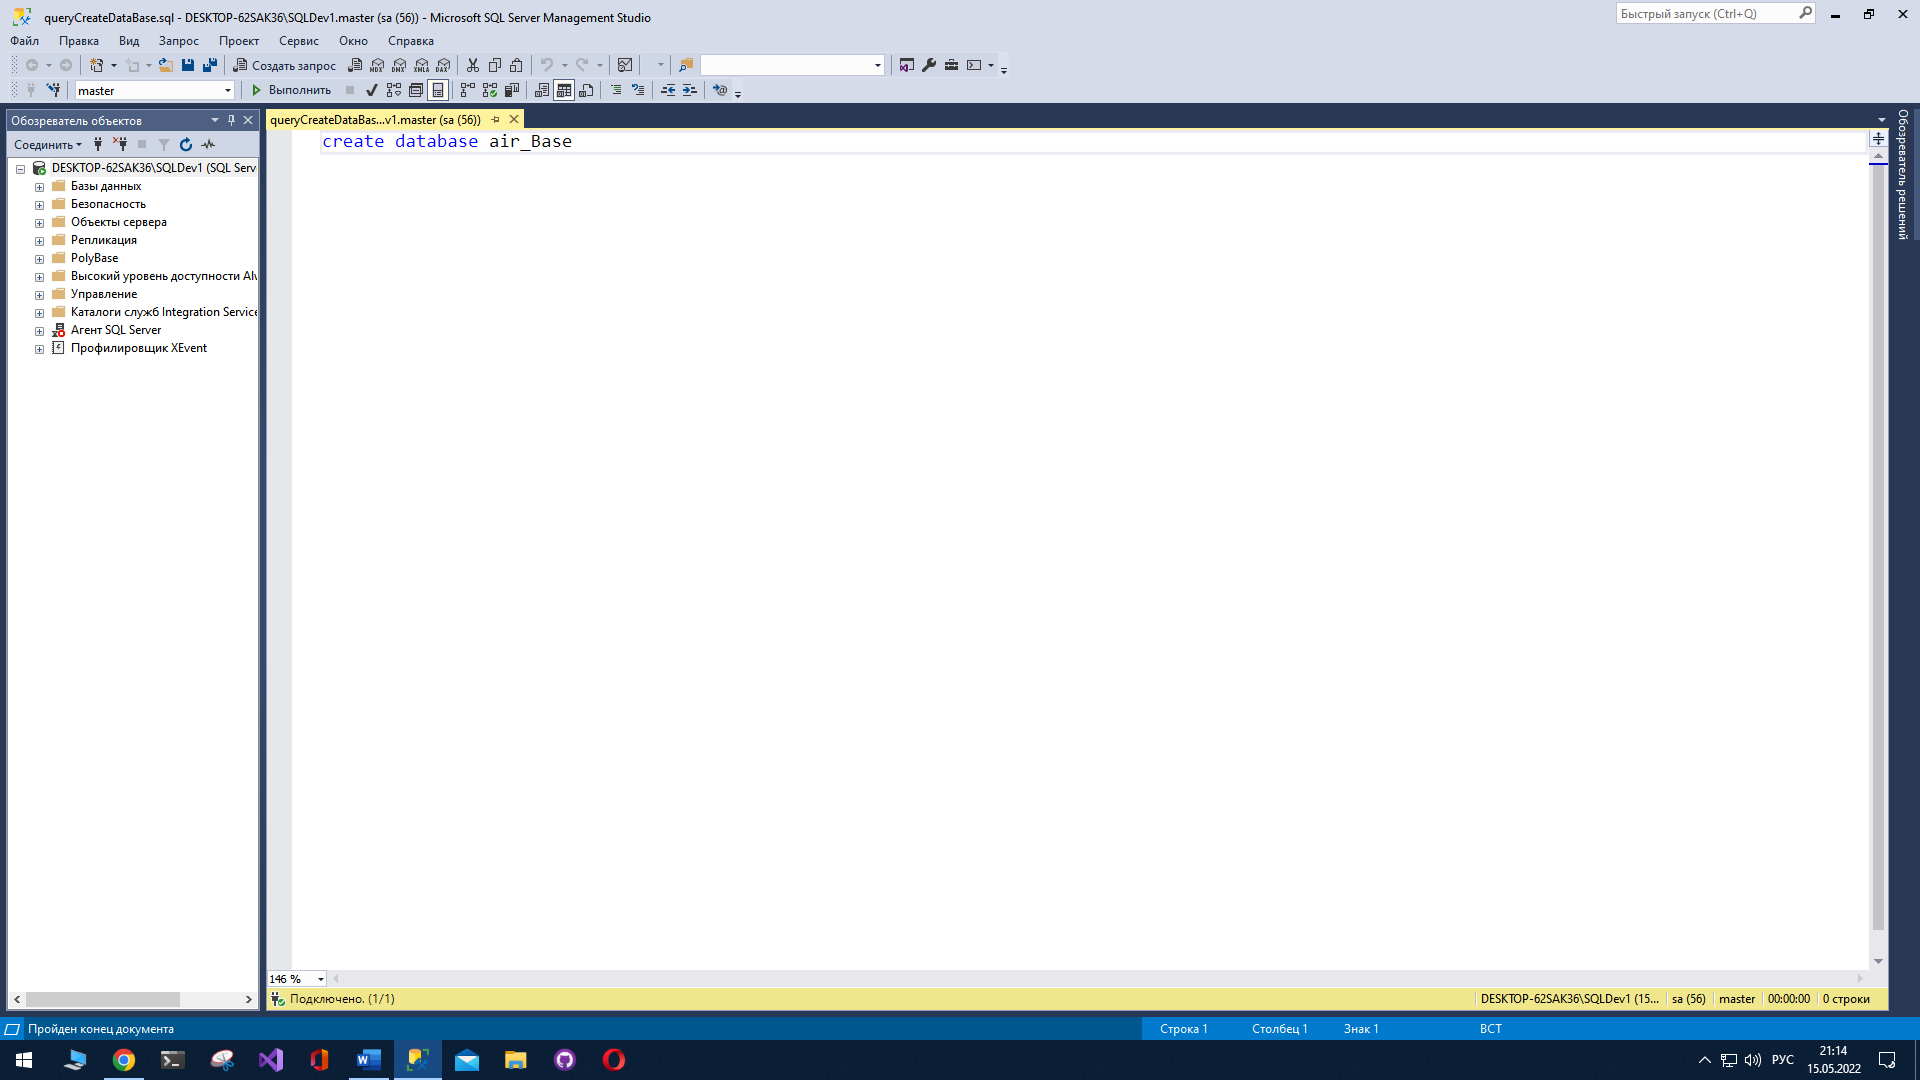 queryCreateDataBase.sql - DESKTOP-62SAK36\SQLDev1.master (sa (56)) - Microsoft SQL Server Management Studio
Быстрый запуск (Ctrl+Q)
Файл Правка Вид Запрос Проект Сервис Окно Справка
Создать запрос MDX DMX XMLA DAX
master Выполнить
Обозреватель объектов
queryCreateDataBas...v1.master (sa (56))
Соединить
create database air_Base
DESKTOP-62SAK36\SQLDev1 (SQL Serv
Базы данных
Безопасность
Объекты сервера
Репликация
PolyBase
Высокий уровень доступности Alv
Управление
Каталоги служб Integration Service
Агент SQL Server
Профилировщик XEvent
Обозреватель решений
146 %
Подключено. (1/1)
DESKTOP-62SAK36\SQLDev1 (15... sa (56) master 00:00:00 0 строки
Пройден конец документа
Строка 1 Столбец 1 Знак 1 ВСТ
РУС
21:14
15.05.2022